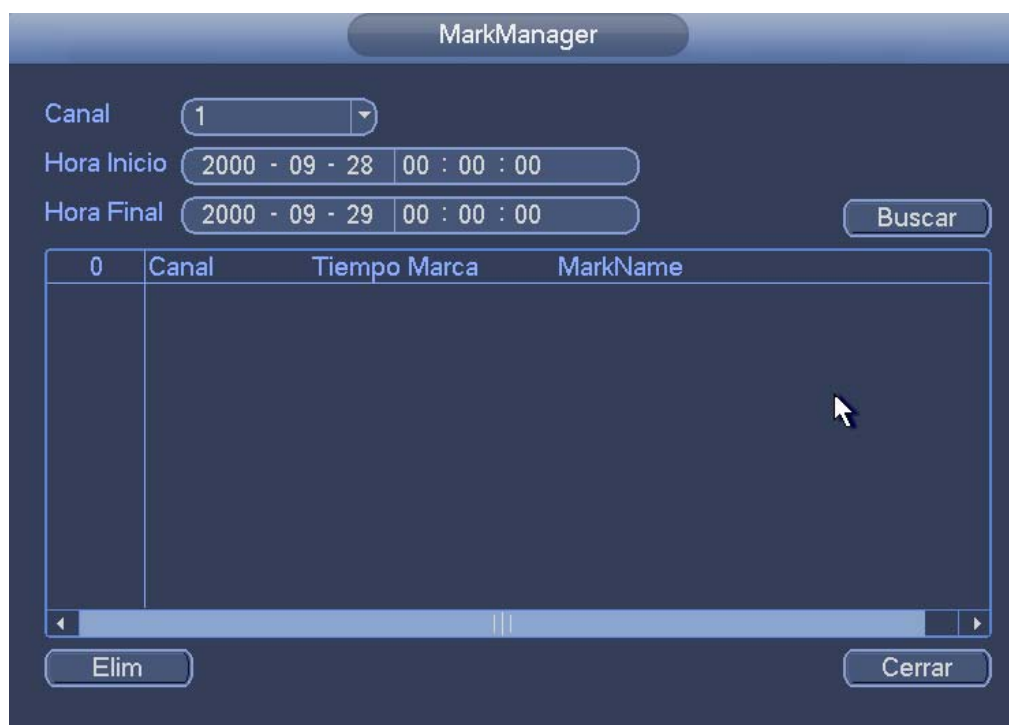 MarkManager
Canal 1
Hora Inicio 2000 - 09 - 28 00 : 00 : 00
Hora Final 2000 - 09 - 29 00 : 00 : 00
Buscar
0 Canal Tiempo Marca MarkName
Elim Cerrar